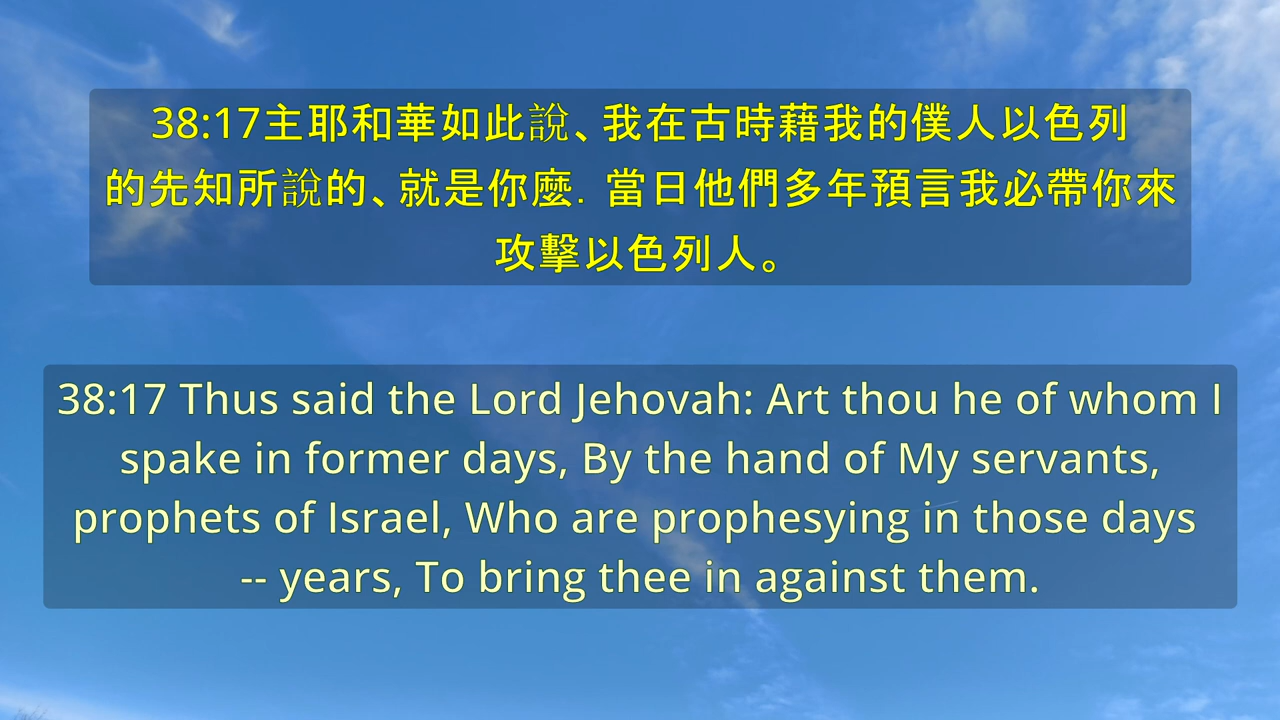 38:17主耶和華如此說、我在古時藉我的僕人以色列
的先知所說的、就是你麼．當日他們多年預言我必帶你來
攻擊以色列人。
38:17 Thus said the Lord Jehovah: Art thou he of whom I
spake in former days, By the hand of My servants,
prophets of Israel, Who are prophesying in those days
-- years, To bring thee in against them.